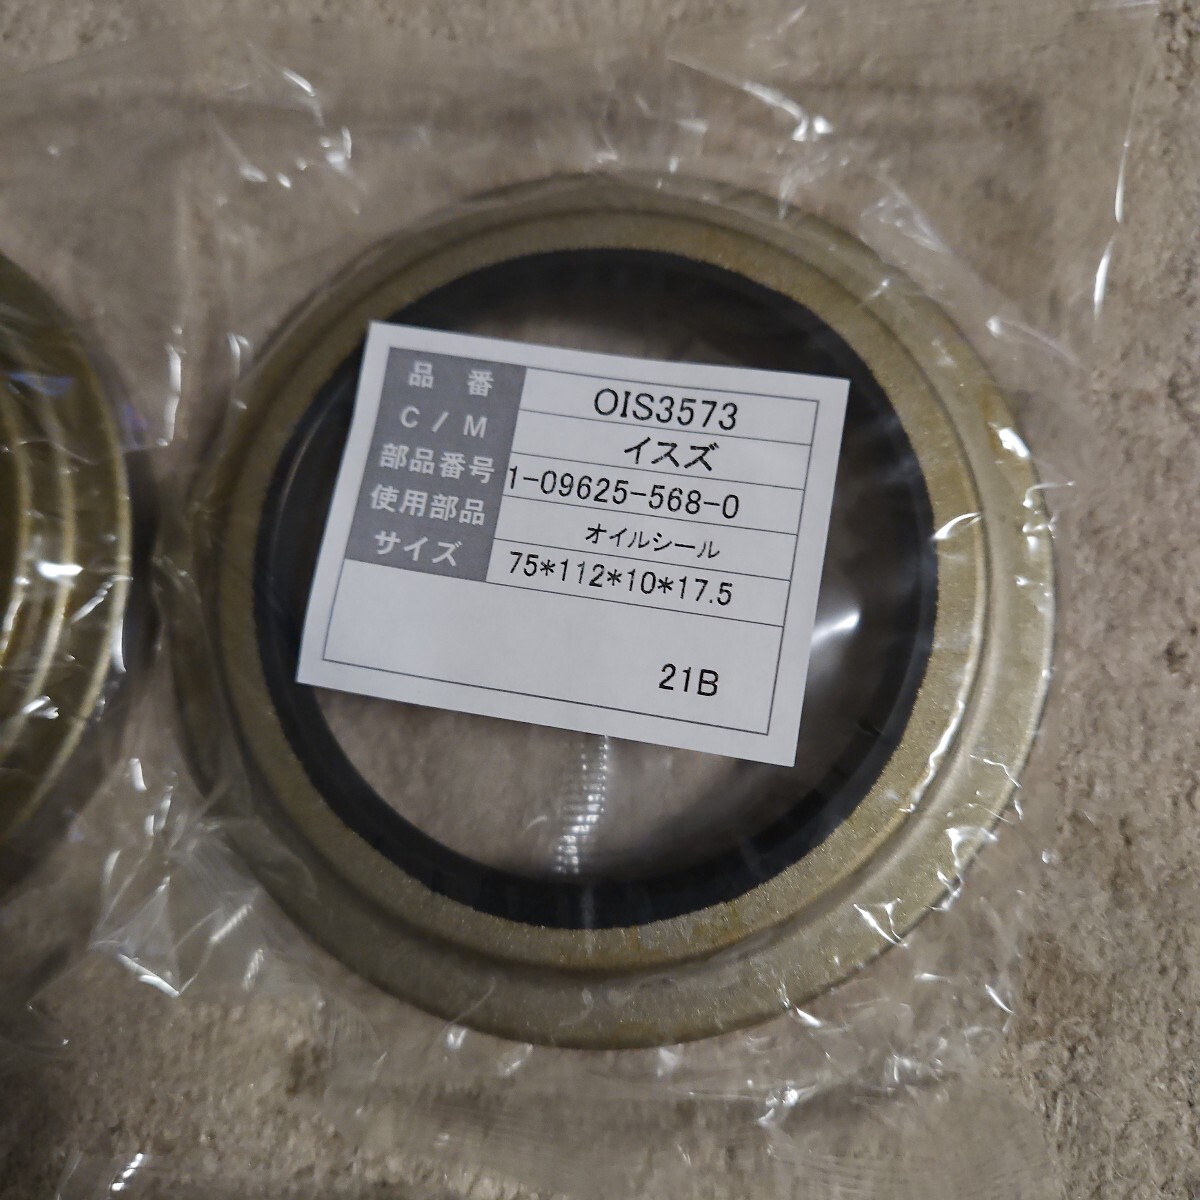 品 番 OIS3573
C / M イスズ
部品番号 1-09625-568-0
使用部品 オイルシール
サイズ 75*112*10*17.5
21B